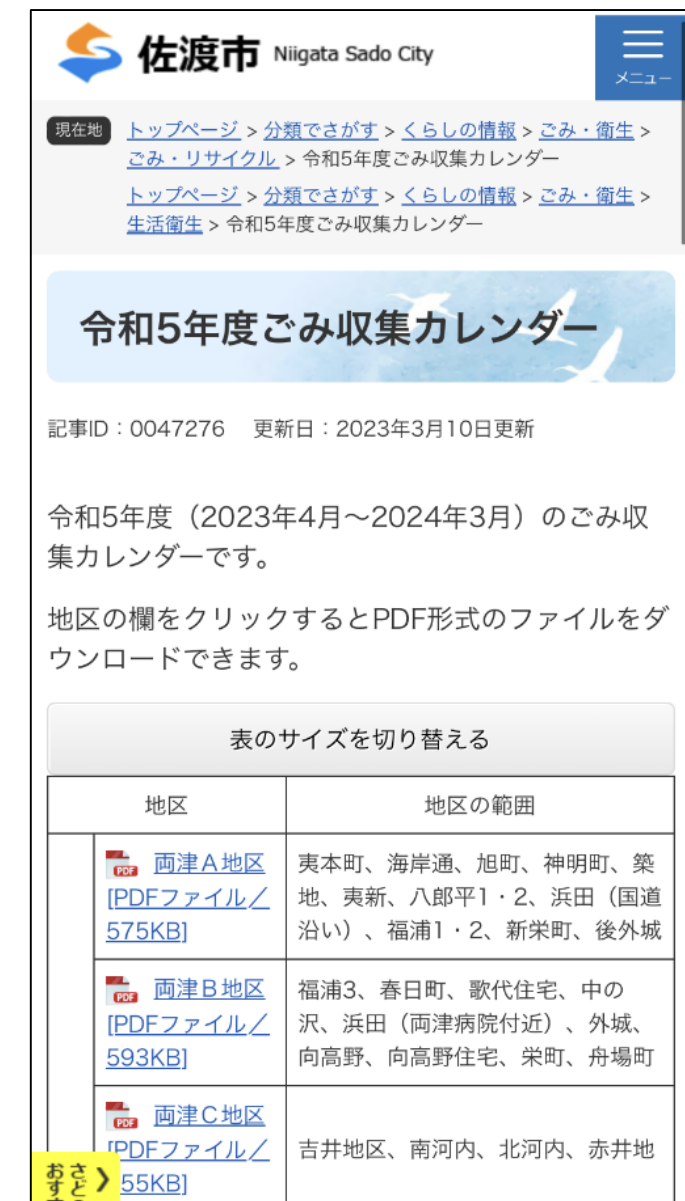 佐渡市 Niigata Sado City
メニュー
現在地 トップページ > 分類でさがす > くらしの情報 > ごみ・衛生 >
ごみ・リサイクル > 令和5年度ごみ収集カレンダー
トップページ > 分類でさがす > くらしの情報 > ごみ・衛生 >
生活衛生 > 令和5年度ごみ収集カレンダー
令和5年度ごみ収集カレンダー
記事ID：0047276 更新日：2023年3月10日更新
令和5年度（2023年4月～2024年3月）のごみ収
集カレンダーです。
地区の欄をクリックするとPDF形式のファイルをダ
ウンロードできます。
表のサイズを切り替える
地区
地区の範囲
PDF 両津Ａ地区
[PDFファイル／
575KB]
夷本町、海岸通、旭町、神明町、築
地、夷新、八郎平1・2、浜田（国道
沿い）、福浦1・2、新栄町、後外城
PDF 両津Ｂ地区
[PDFファイル／
593KB]
福浦3、春日町、歌代住宅、中の
沢、浜田（両津病院付近）、外城、
向高野、向高野住宅、栄町、舟場町
PDF 両津Ｃ地区
[PDFファイル／
55KB]
吉井地区、南河内、北河内、赤井地
さど
おす